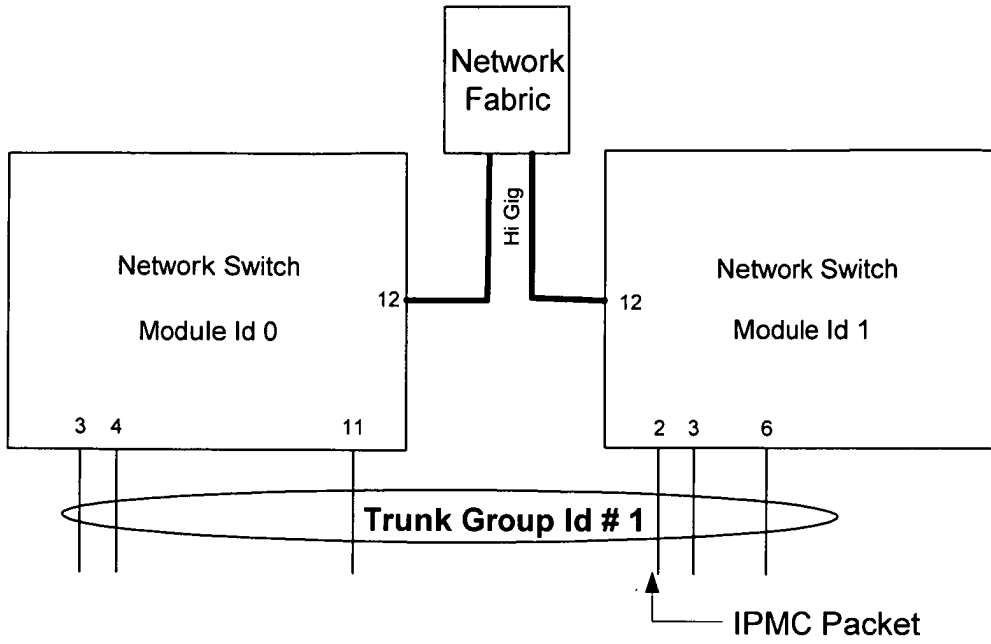 Network
Fabric
Hi Gig
Network Switch
Module Id 0
12
3 4 11
Network Switch
Module Id 1
12
2 3 6
Trunk Group Id # 1
IPMC Packet